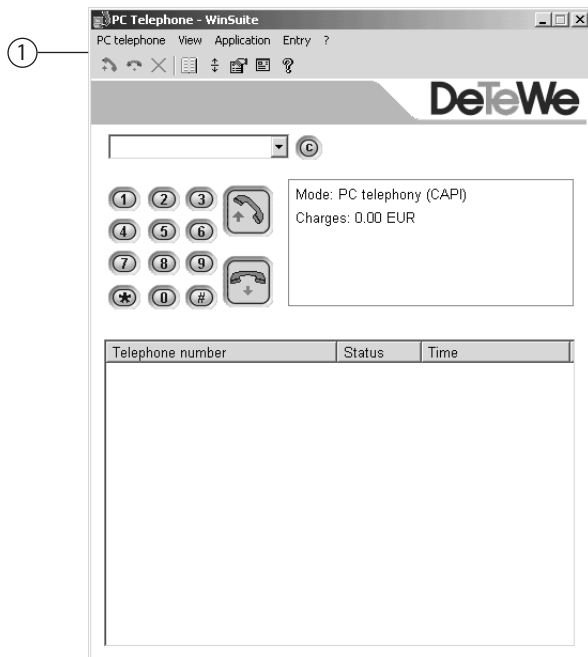 PC Telephone - WinSuite
PC telephone View Application Entry ?
1
DeTeWe
C
1 2 3
4 5 6
7 8 9
* 0 #
Mode: PC telephony (CAPI)
Charges: 0.00 EUR
Telephone number Status Time